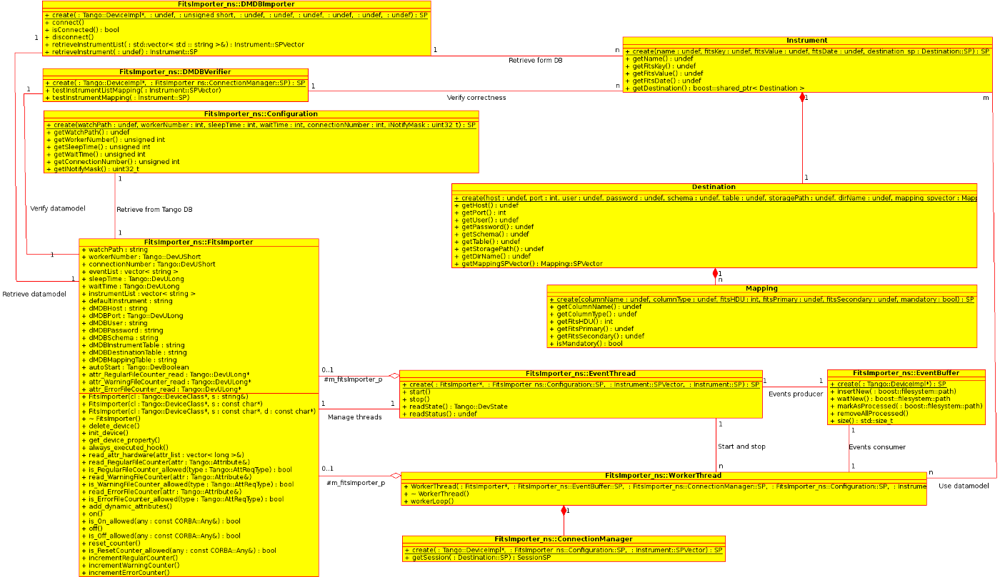 FitsImporter_ns::DMDBImporter
+ create( : Tango::DeviceImpl*, : undef, : unsigned short, : undef, : undef, : undef, : undef, : undef, : undef, : undef) : SP
+ connect()
+ isConnected() : bool
+ disconnect()
+ retrieveInstrumentList( : std::vector< std :: string >&) : Instrument::SPVector
+ retrieveInstrument( : undef) : Instrument::SP
1
1
Retrieve form DB
n
Instrument
+ create(name : undef, fitsKey : undef, fitsValue : undef, fitsDate : undef, destination_sp : Destination::SP) : SP
+ getName() : undef
+ getFitsKey() : undef
+ getFitsValue() : undef
+ getFitsDate() : undef
+ getDestination() : boost::shared_ptr< Destination >
FitsImporter_ns::DMDBVerifier
+ create( : Tango::DeviceImpl*, : FitsImporter_ns::ConnectionManager::SP) : SP
+ testInstrumentListMapping( : Instrument::SPVector)
+ testInstrumentMapping( : Instrument::SP)
1
1
Verify correctness
n
1
m
FitsImporter_ns::Configuration
+ create(watchPath : undef, workerNumber : int, sleepTime : int, waitTime : int, connectionNumber : int, iNotifyMask : uint32_t) : SP
+ getWatchPath() : undef
+ getWorkerNumber() : unsigned int
+ getSleepTime() : unsigned int
+ getWaitTime() : unsigned int
+ getConnectionNumber() : unsigned int
+ getINotifyMask() : uint32_t
1
1
Destination
+ create(host : undef, port : int, user : undef, password : undef, schema : undef, table : undef, storagePath : undef, dirName : undef, mapping_spvector : Mapp
+ getHost() : undef
+ getPort() : int
+ getUser() : undef
+ getPassword() : undef
+ getSchema() : undef
+ getTable() : undef
+ getStoragePath() : undef
+ getDirName() : undef
+ getMappingSPVector() : Mapping::SPVector
Verify datamodel
Retrieve from Tango DB
1
1
1
Retrieve datamodel
1
n
Mapping
+ create(columnName : undef, columnType : undef, fitsHDU : int, fitsPrimary : undef, fitsSecondary : undef, mandatory : bool) : SP
+ getColumnName() : undef
+ getColumnType() : undef
+ getFitsHDU() : int
+ getFitsPrimary() : undef
+ getFitsSecondary() : undef
+ isMandatory() : bool
FitsImporter_ns::FitsImporter
+ watchPath : string
+ workerNumber : Tango::DevUShort
+ connectionNumber : Tango::DevUShort
+ eventList : vector< string >
+ sleepTime : Tango::DevULong
+ waitTime : Tango::DevULong
+ instrumentList : vector< string >
+ defaultInstrument : string
+ dMDBHost : string
+ dMDBPort : Tango::DevULong
+ dMDBUser : string
+ dMDBPassword : string
+ dMDBSchema : string
+ dMDBInstrumentTable : string
+ dMDBDestinationTable : string
+ dMDBMappingTable : string
+ autoStart : Tango::DevBoolean
+ attr_RegularFileCounter_read : Tango::DevULong*
+ attr_WarningFileCounter_read : Tango::DevULong*
+ attr_ErrorFileCounter_read : Tango::DevULong*
+ FitsImporter(cl : Tango::DeviceClass*, s : string&)
+ FitsImporter(cl : Tango::DeviceClass*, s : const char*)
+ FitsImporter(cl : Tango::DeviceClass*, s : const char*, d : const char*)
+ ~ FitsImporter()
+ delete_device()
+ init_device()
+ get_device_property()
+ always_executed_hook()
+ read_attr_hardware(attr_list : vector< long >&)
+ read_RegularFileCounter(attr : Tango::Attribute&)
+ is_RegularFileCounter_allowed(type : Tango::AttReqType) : bool
+ read_WarningFileCounter(attr : Tango::Attribute&)
+ is_WarningFileCounter_allowed(type : Tango::AttReqType) : bool
+ read_ErrorFileCounter(attr : Tango::Attribute&)
+ is_ErrorFileCounter_allowed(type : Tango::AttReqType) : bool
+ add_dynamic_attributes()
+ on()
+ is_On_allowed(any : const CORBA::Any&) : bool
+ off()
+ is_Off_allowed(any : const CORBA::Any&) : bool
+ reset_counter()
+ is_ResetCounter_allowed(any : const CORBA::Any&) : bool
+ incrementRegularCounter()
+ incrementWarningCounter()
+ incrementErrorCounter()
0..1
#m_fitsImporter_p
1
1
Manage threads
0..1
#m_fitsImporter_p
FitsImporter_ns::EventThread
+ create( : FitsImporter*, : FitsImporter_ns::Configuration::SP, : Instrument::SPVector, : Instrument::SP) : SP
+ start()
+ stop()
+ readState() : Tango::DevState
+ readStatus() : undef
1
1
Events producer
FitsImporter_ns::EventBuffer
+ create( : Tango::DeviceImpl*) : SP
+ insertNew( : boost::filesystem::path)
+ waitNew() : boost::filesystem::path
+ markAsProcessed( : boost::filesystem::path)
+ removeAllProcessed()
+ size() : std::size_t
1
Start and stop
n
1
Events consumer
1
n
Use datamodel
FitsImporter_ns::WorkerThread
+ WorkerThread( : FitsImporter*, : FitsImporter_ns::EventBuffer::SP, : FitsImporter_ns::ConnectionManager::SP, : FitsImporter_ns::Configuration::SP, : Instrume
+ ~ WorkerThread()
+ workerLoop()
1
FitsImporter_ns::ConnectionManager
+ create( : Tango::DeviceImpl*, : FitsImporter_ns::Configuration::SP, : Instrument::SPVector) : SP
+ getSession( : Destination::SP) : SessionSP